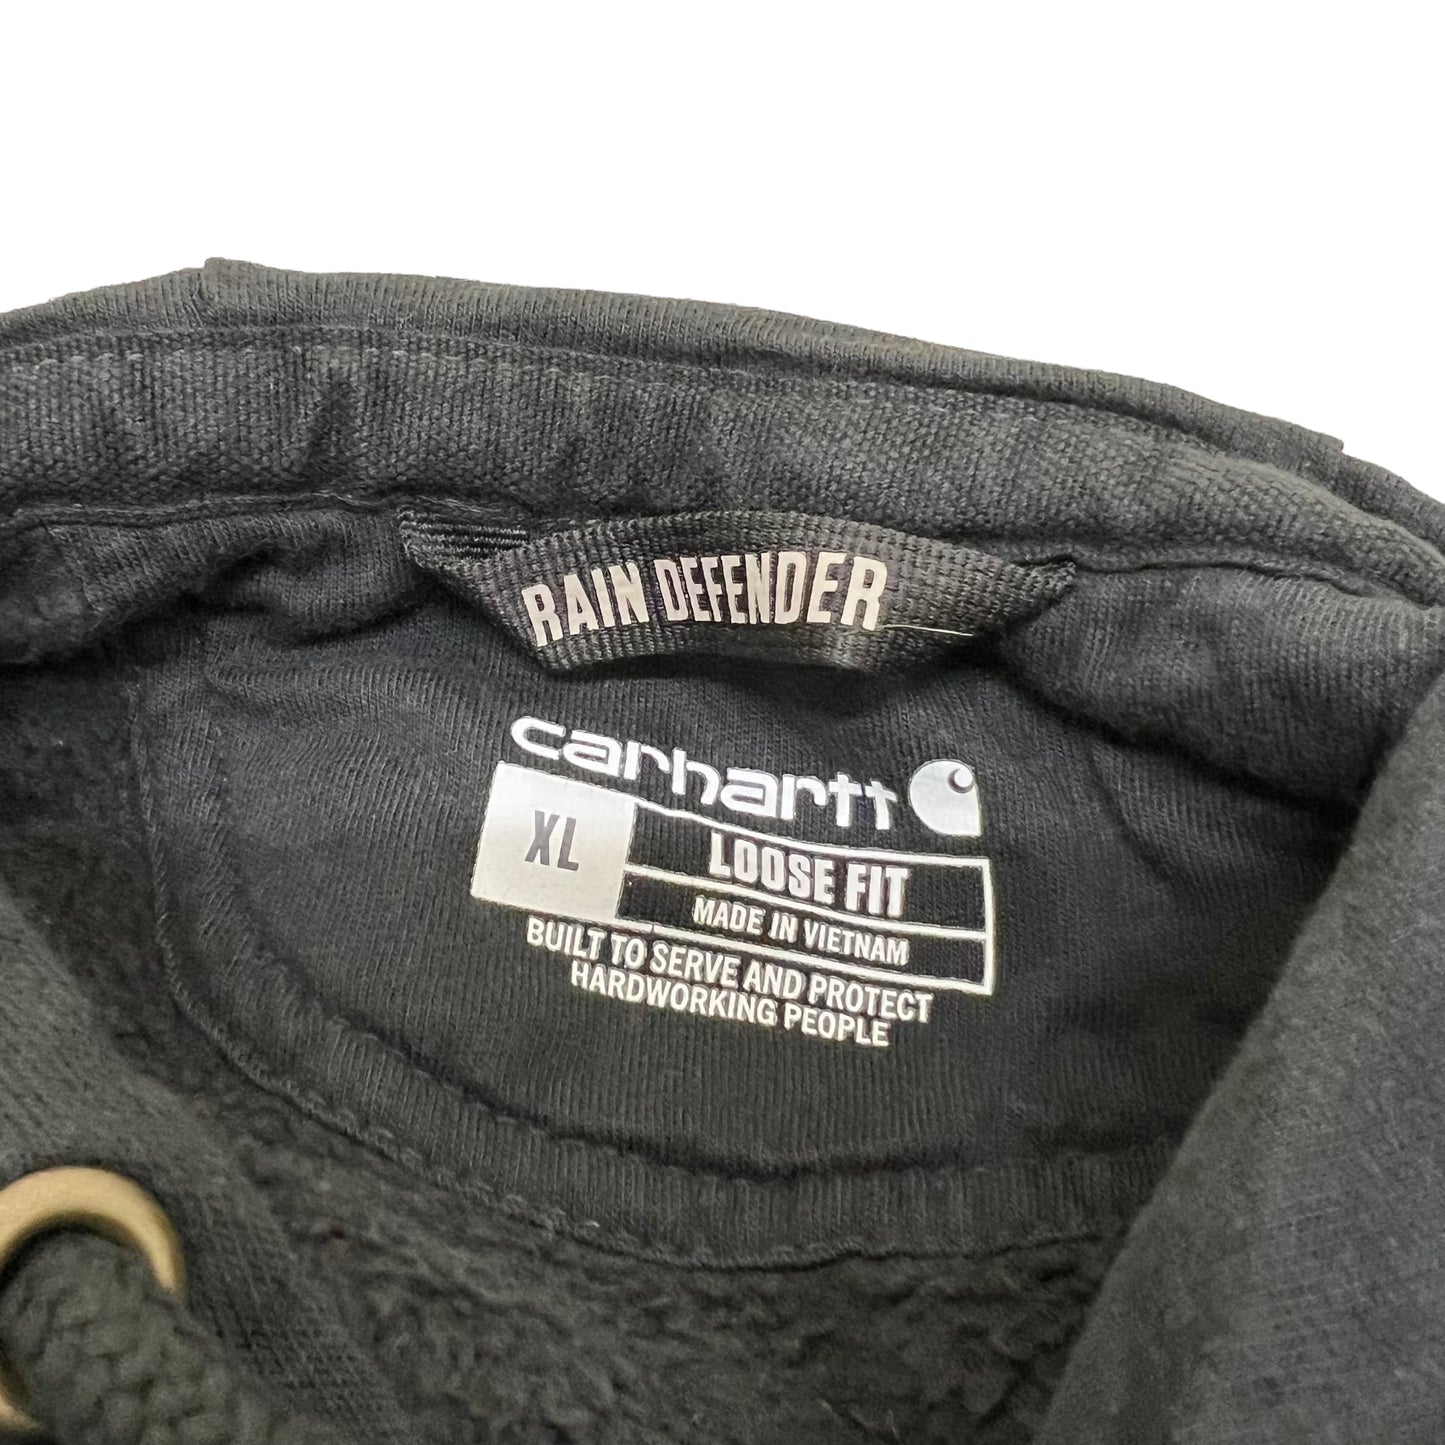 RAIN DEFENDER
carhartt
XL
LOOSE FIT
MADE IN VIETNAM
BUILT TO SERVE AND PROTECT
HARDWORKING PEOPLE